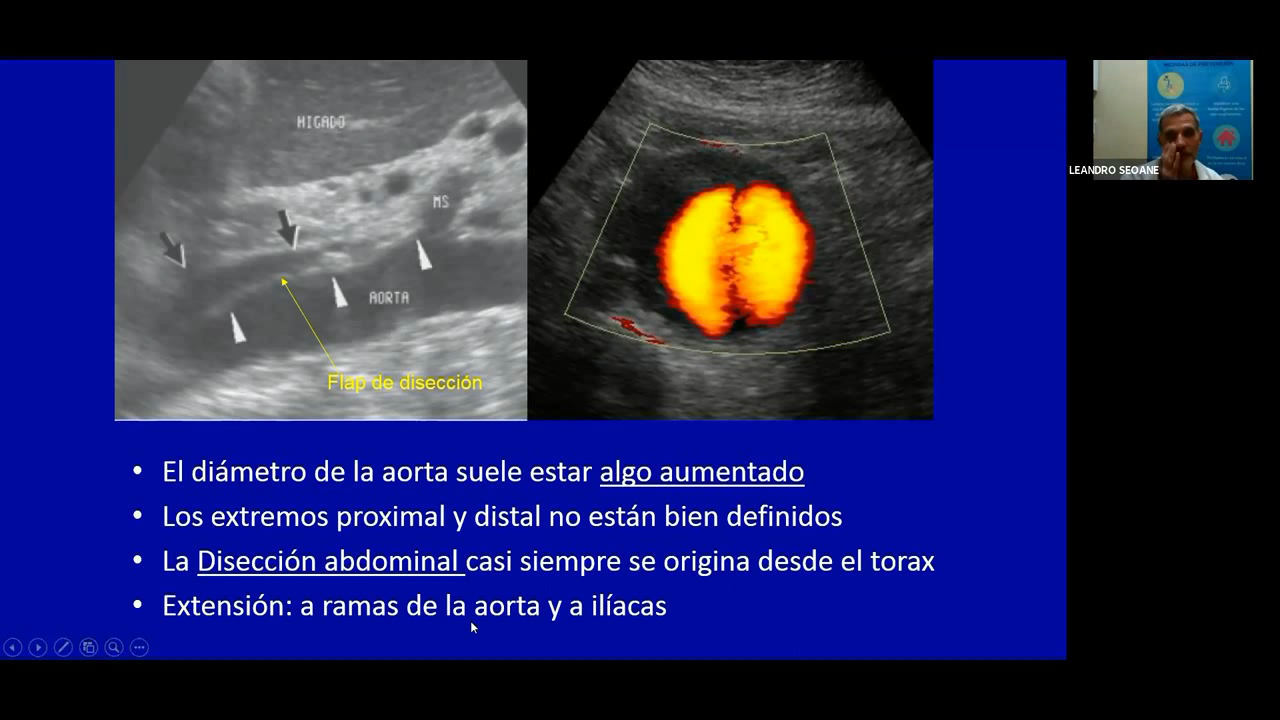 HIGADO
MS
AORTA
Flap de disección
• El diámetro de la aorta suele estar algo aumentado
• Los extremos proximal y distal no están bien definidos
• La Disección abdominal casi siempre se origina desde el torax
• Extensión: a ramas de la aorta y a ilíacas
LEANDRO SEOANE